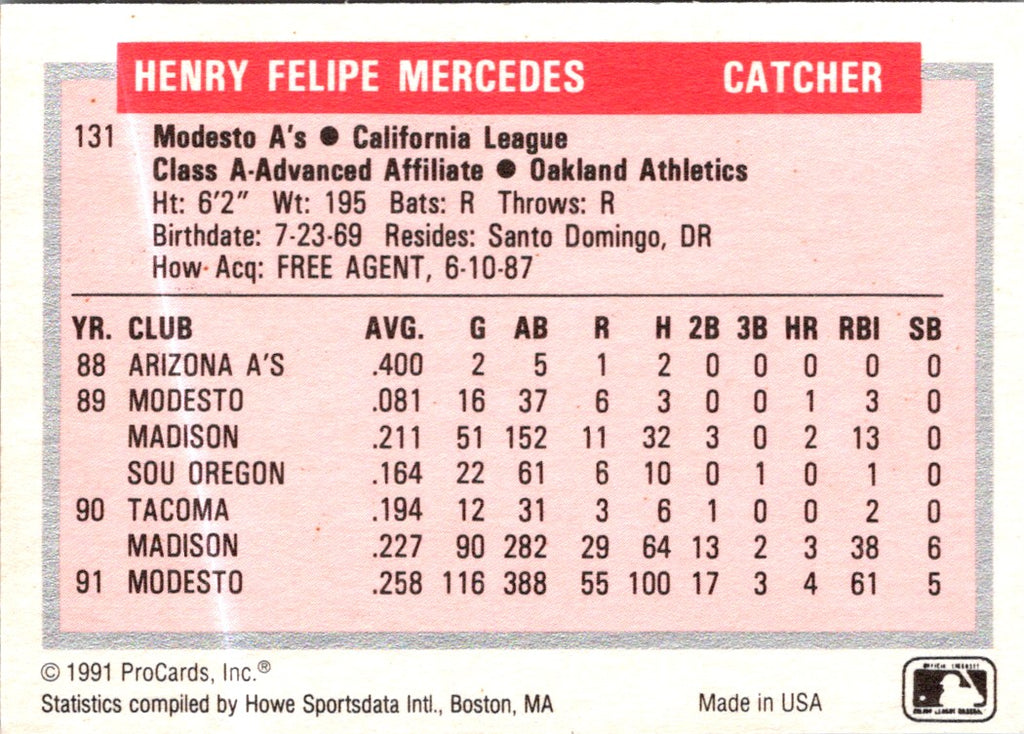 HENRY FELIPE MERCEDES CATCHER
131 Modesto A's ● California League
Class A-Advanced Affiliate ● Oakland Athletics
Ht: 6'2" Wt: 195 Bats: R Throws: R
Birthdate: 7-23-69 Resides: Santo Domingo, DR
How Acq: FREE AGENT, 6-10-87
YR. CLUB AVG. G AB R H 2B 3B HR RBI SB
88 ARIZONA A'S .400 2 5 1 2 0 0 0 0 0
89 MODESTO .081 16 37 6 3 0 0 1 3 0
MADISON .211 51 152 11 32 3 0 2 13 0
SOU OREGON .164 22 61 6 10 0 1 0 1 0
90 TACOMA .194 12 31 3 6 1 0 0 2 0
MADISON .227 90 282 29 64 13 2 3 38 6
91 MODESTO .258 116 388 55 100 17 3 4 61 5
© 1991 ProCards, Inc.®
Statistics compiled by Howe Sportsdata Intl., Boston, MA Made in USA